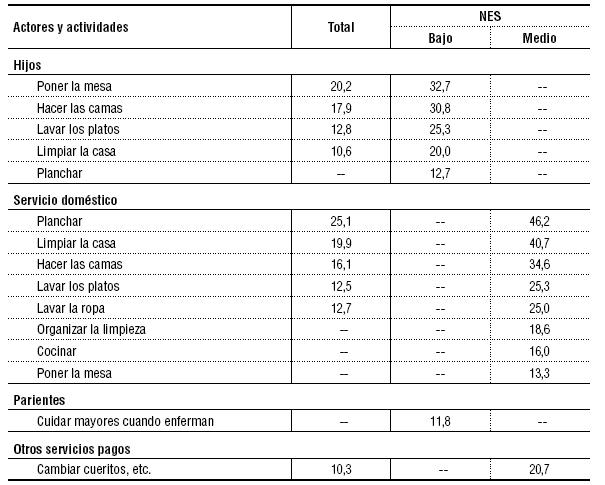 Actores y actividades Total NES
Bajo Medio
Hijos
Poner la mesa 20,2 32,7 --
Hacer las camas 17,9 30,8 --
Lavar los platos 12,8 25,3 --
Limpiar la casa 10,6 20,0 --
Planchar -- 12,7 --
Servicio doméstico
Planchar 25,1 -- 46,2
Limpiar la casa 19,9 -- 40,7
Hacer las camas 16,1 -- 34,6
Lavar los platos 12,5 -- 25,3
Lavar la ropa 12,7 -- 25,0
Organizar la limpieza -- -- 18,6
Cocinar -- -- 16,0
Poner la mesa -- -- 13,3
Parientes
Cuidar mayores cuando enferman -- 11,8 --
Otros servicios pagos
Cambiar cueritos, etc. 10,3 -- 20,7